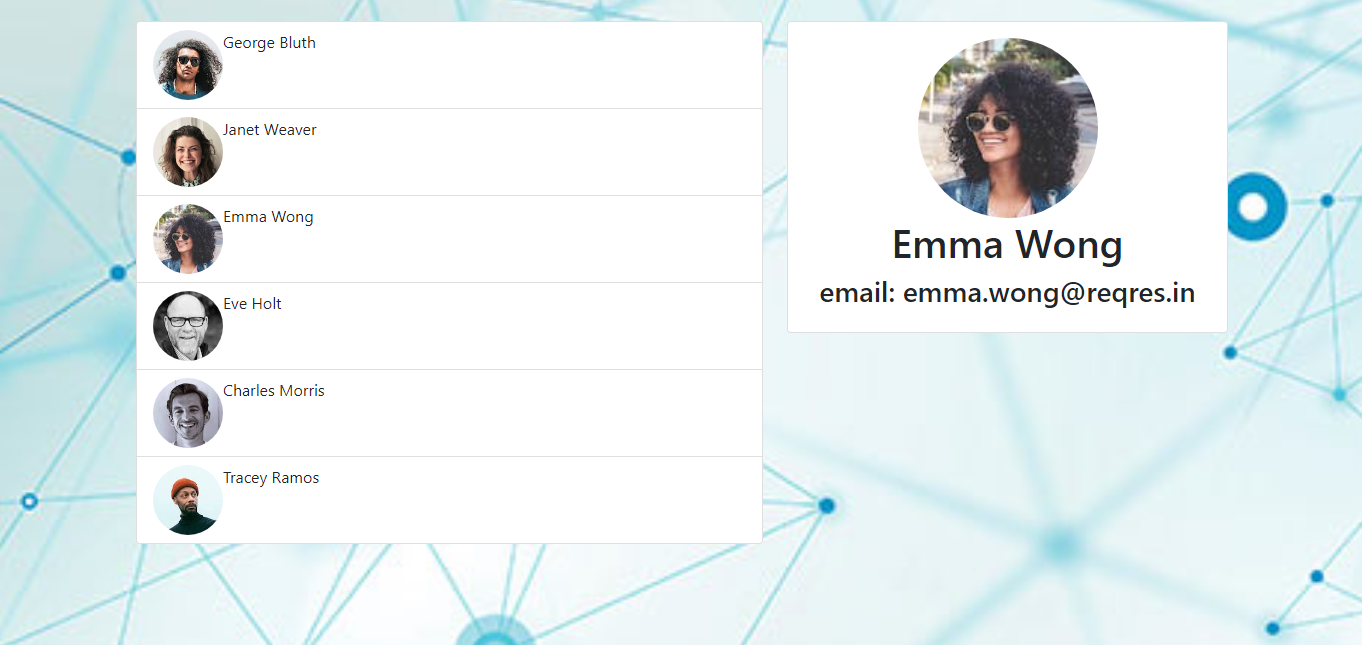 George Bluth
Janet Weaver
Emma Wong
Eve Holt
Charles Morris
Tracey Ramos
Emma Wong
email: emma.wong@reqres.in